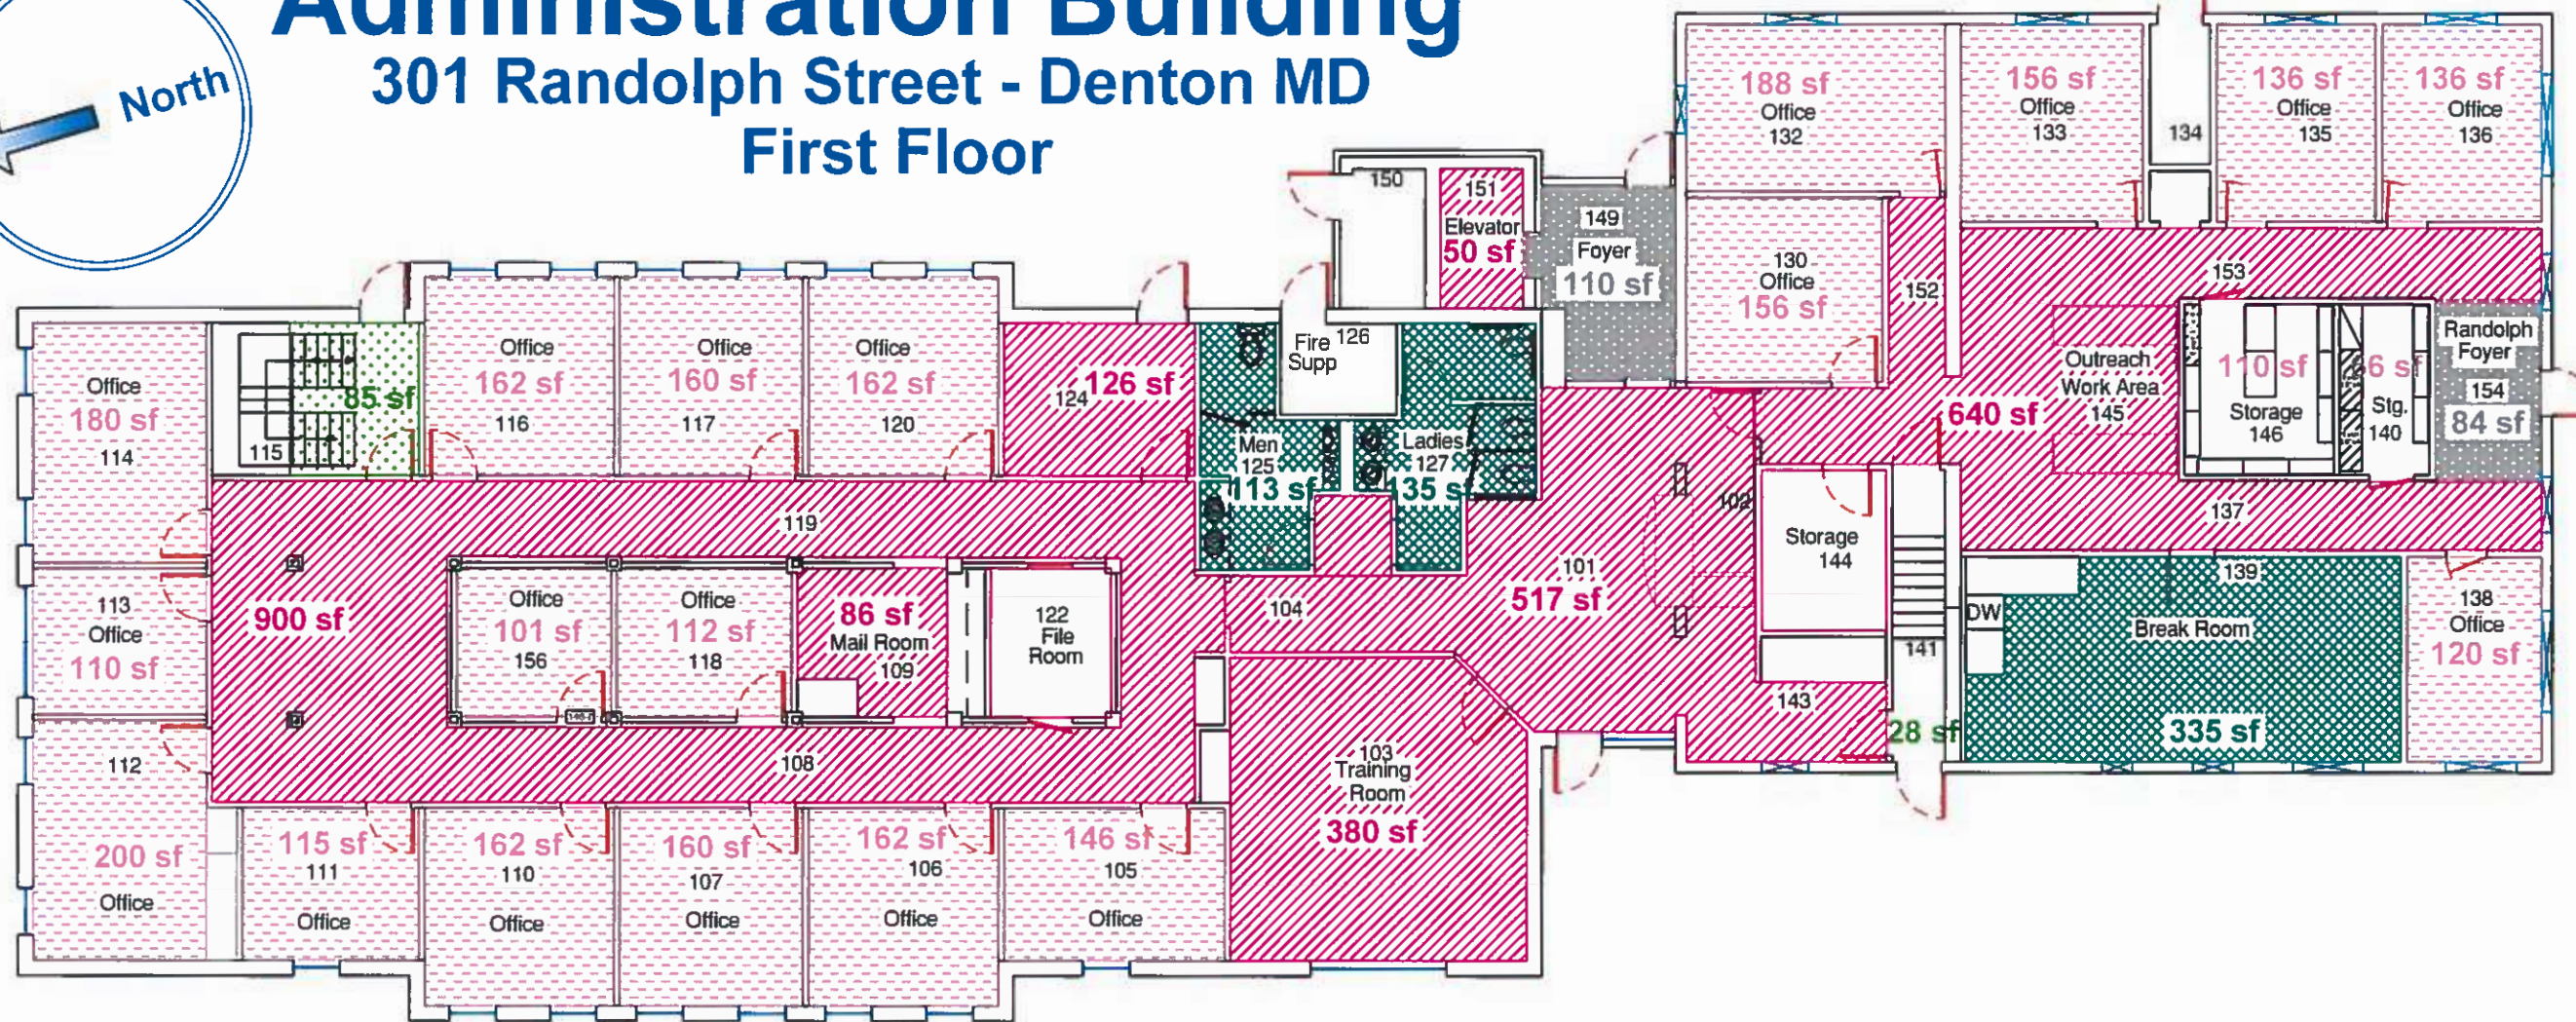 Administration Building
301 Randolph Street - Denton MD
First Floor
North
188 sf
Office
132
156 sf
Office
133
134
136 sf
Office
135
136 sf
Office
136
150
151
Elevator
50 sf
149
Foyer
110 sf
130
Office
156 sf
152
153
Office
180 sf
114
115
85 sf
Office
162 sf
116
Office
160 sf
117
Office
162 sf
120
124
126 sf
Fire
Supp
126
Men
125
113 sf
Ladies
127
135 sf
102
640 sf
Outreach
Work Area
145
110 sf
Storage
146
6 sf
Stg.
140
Randolph
Foyer
154
84 sf
119
137
113
Office
110 sf
900 sf
Office
101 sf
156
Office
112 sf
118
86 sf
Mail Room
109
122
File
Room
104
101
517 sf
Storage
144
141
143
28 sf
DW
139
Break Room
335 sf
138
Office
120 sf
112
200 sf
Office
108
115 sf
111
Office
162 sf
110
Office
160 sf
107
Office
162 sf
106
Office
146 sf
105
Office
103
Training
Room
380 sf